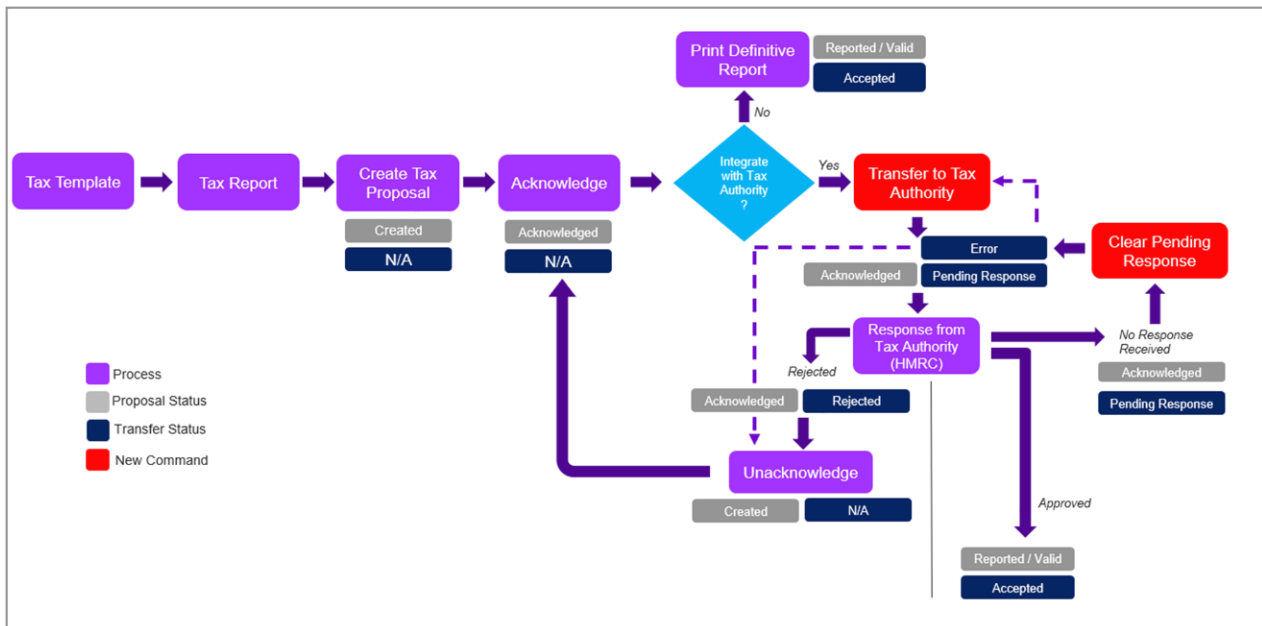 Print Definitive
Report
Reported / Valid
Accepted
No
Tax Template
Tax Report
Create Tax
Proposal
Created
N/A
Acknowledge
Acknowledged
N/A
Integrate
with Tax
Authority
?
Yes
Transfer to Tax
Authority
Error
Acknowledged
Pending Response
Clear Pending
Response
Response from
Tax Authority
(HMRC)
No Response
Received
Acknowledged
Pending Response
Rejected
Acknowledged
Rejected
Unacknowledge
Created
N/A
Approved
Reported / Valid
Accepted
Process
Proposal Status
Transfer Status
New Command